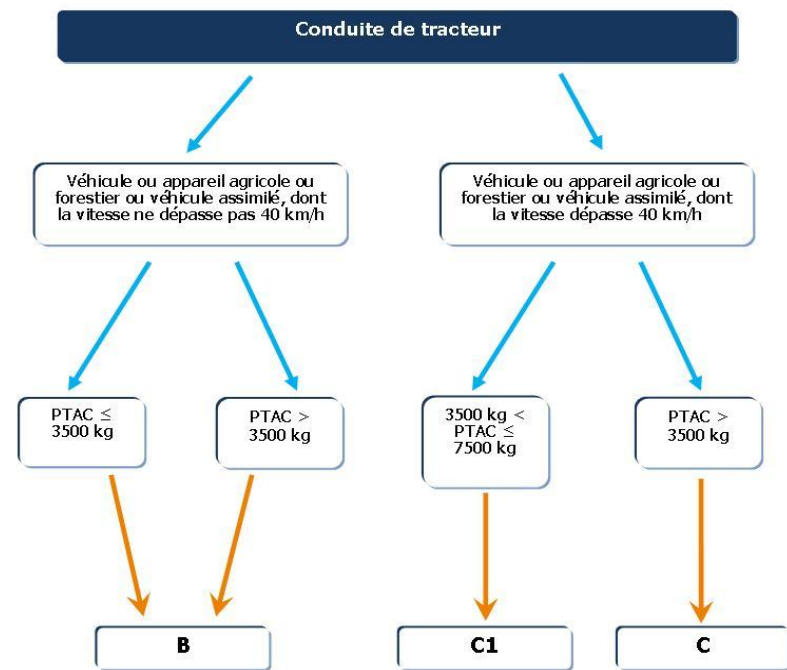 Conduite de tracteur
Véhicule ou appareil agricole ou
forestier ou véhicule assimilé, dont
la vitesse ne dépasse pas 40 km/h
Véhicule ou appareil agricole ou
forestier ou véhicule assimilé, dont
la vitesse dépasse 40 km/h
PTAC ≤
3500 kg
PTAC >
3500 kg
3500 kg <
PTAC ≤
7500 kg
PTAC >
3500 kg
B
C1
C